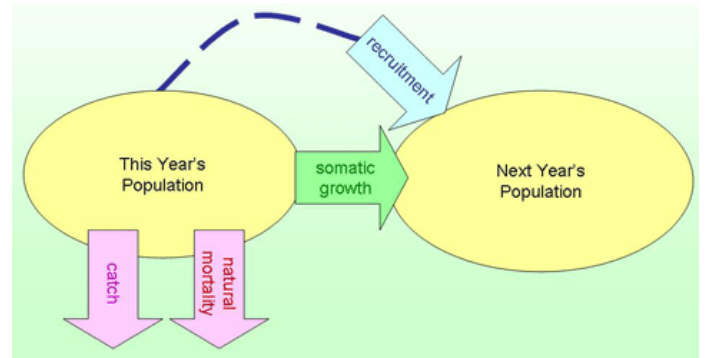 recruitment
This Year's
Population
somatic
growth
Next Year's
Population
catch
natural
mortality